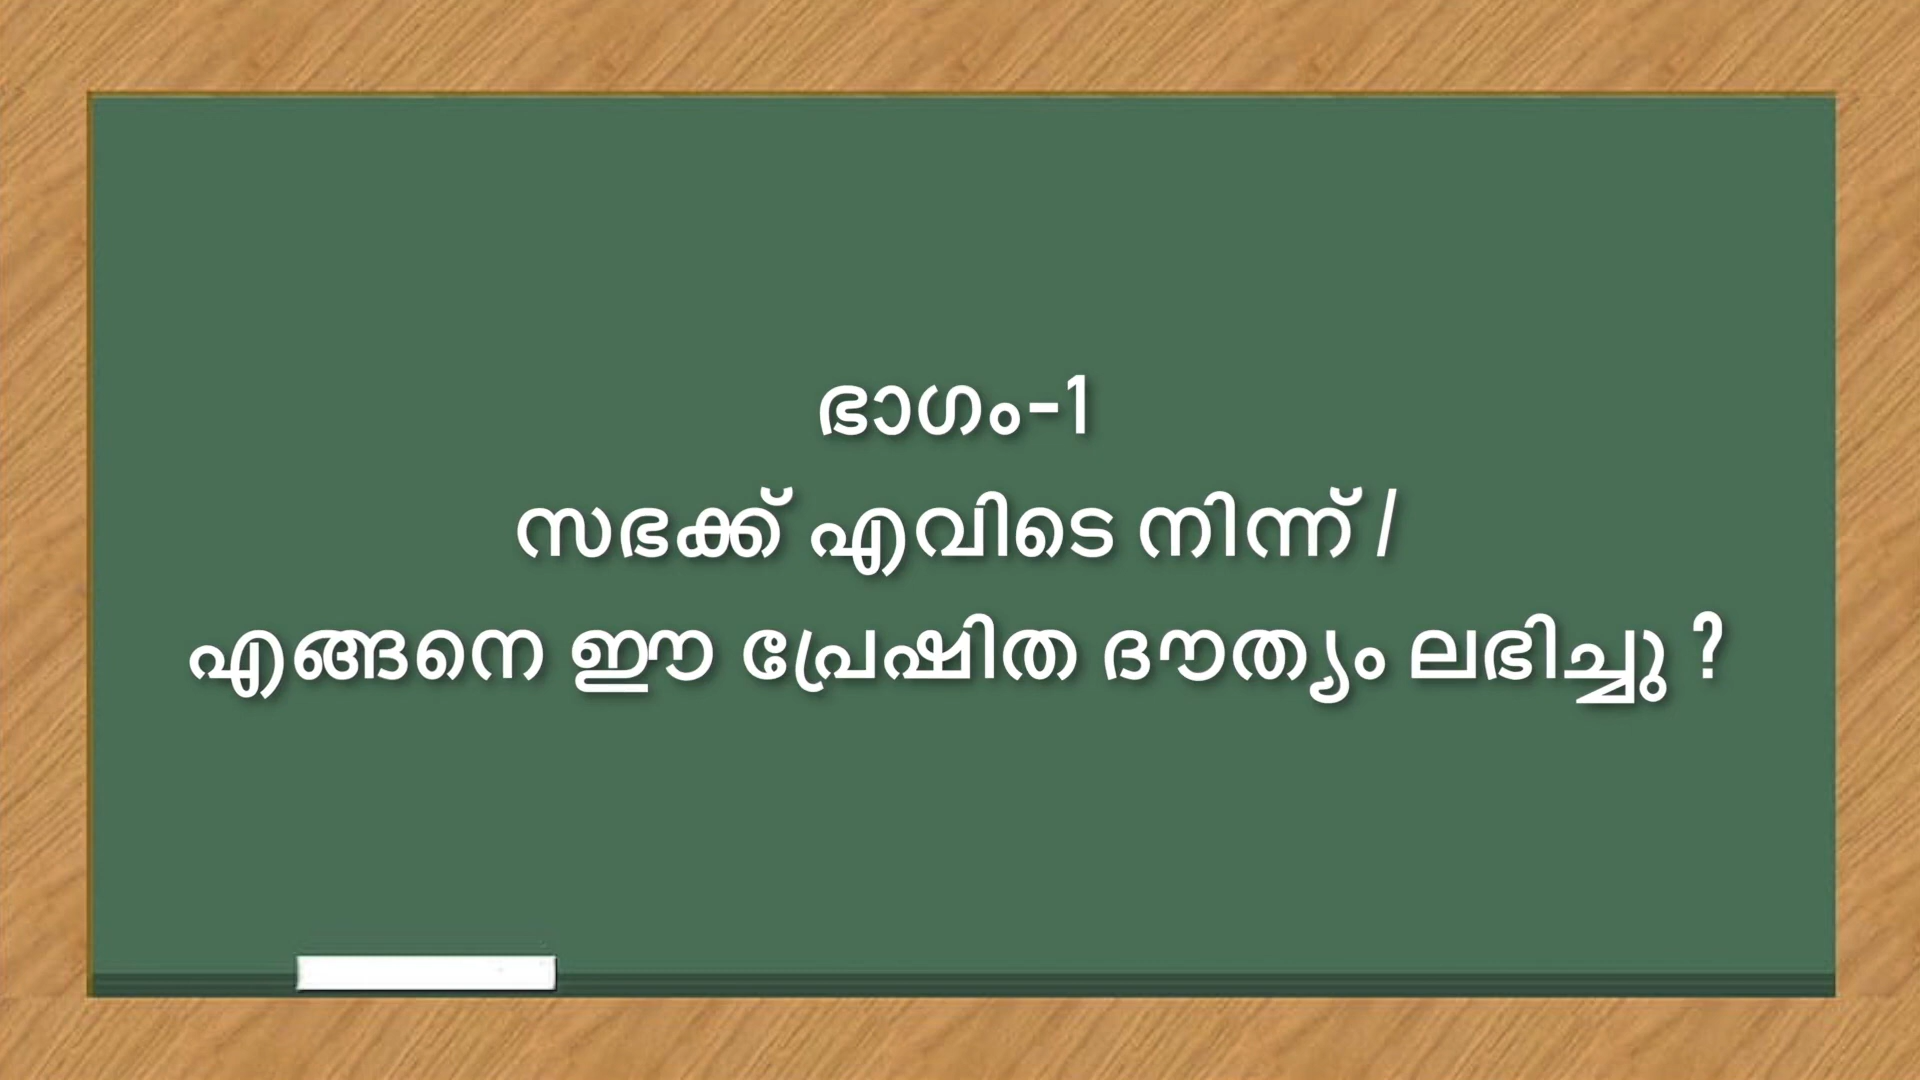 ഭാഗം-1
സഭക്ക് എവിടെ നിന്ന് /
എങ്ങനെ ഈ പ്രേഷിത ദൗത്യം ലഭിച്ചു ?